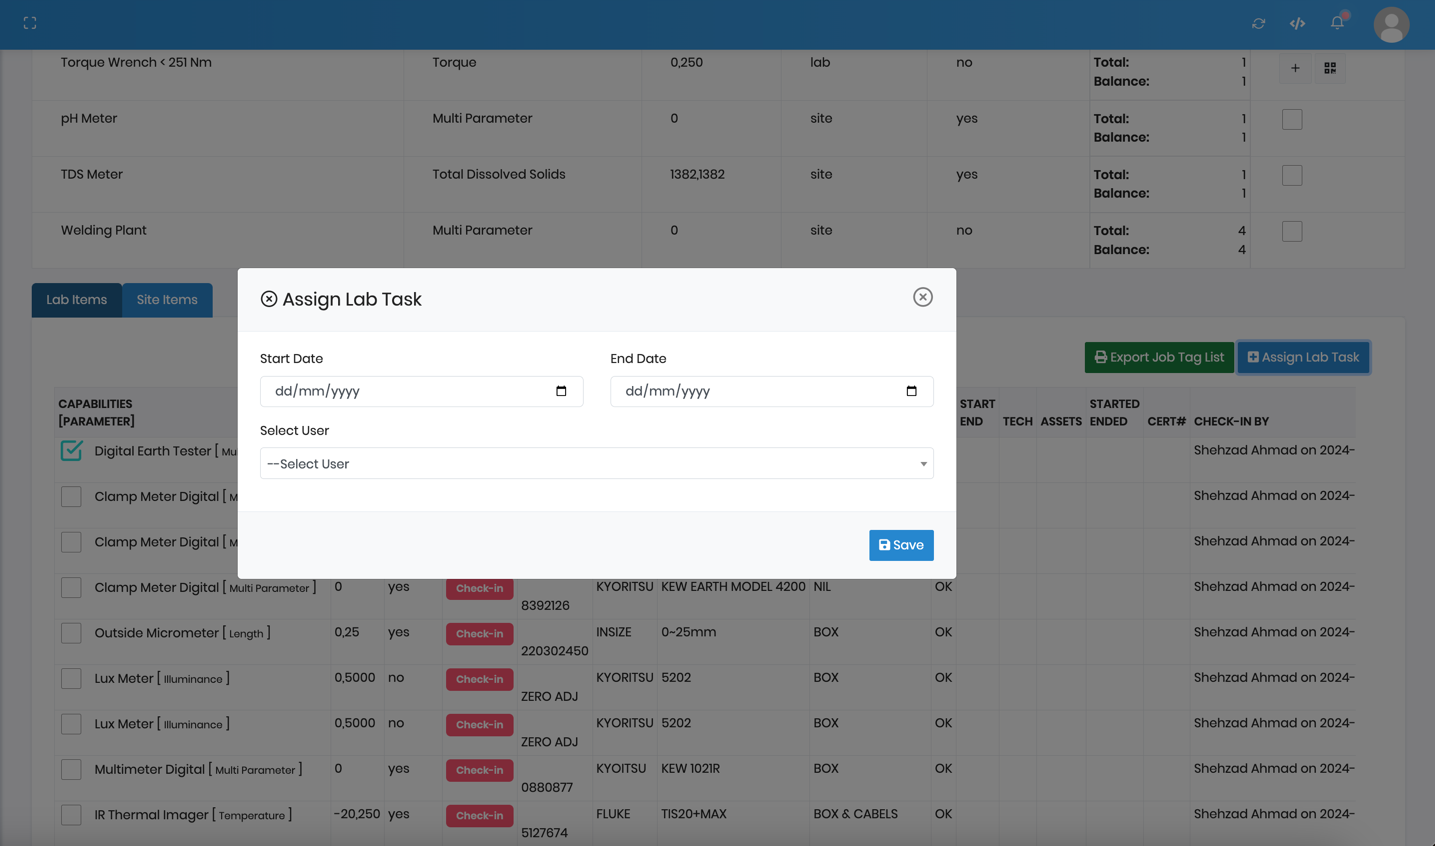 Torque Wrench < 251 Nm Torque 0,250 lab no Total: 1
Balance: 1
pH Meter Multi Parameter 0 site yes Total: 1
Balance: 1
TDS Meter Total Dissolved Solids 1382,1382 site yes Total: 1
Balance: 1
Welding Plant Multi Parameter 0 site no Total: 4
Balance: 4
Lab Items Site Items
Assign Lab Task
Start Date End Date
dd/mm/yyyy dd/mm/yyyy
Select User
--Select User
Save
Export Job Tag List Assign Lab Task
CAPABILITIES START STARTED
[PARAMETER] END TECH ASSETS ENDED CERT# CHECK-IN BY
Digital Earth Tester [ Mu Shehzad Ahmad on 2024-
Clamp Meter Digital [ M Shehzad Ahmad on 2024-
Clamp Meter Digital [ M Shehzad Ahmad on 2024-
Clamp Meter Digital [ Multi Parameter ] 0 yes Check-in KYORITSU KEW EARTH MODEL 4200 NIL OK Shehzad Ahmad on 2024-
8392126
Outside Micrometer [ Length ] 0,25 yes Check-in INSIZE 0~25mm BOX OK Shehzad Ahmad on 2024-
220302450
Lux Meter [ Illuminance ] 0,5000 no Check-in KYORITSU 5202 BOX OK Shehzad Ahmad on 2024-
ZERO ADJ
Lux Meter [ Illuminance ] 0,5000 no Check-in KYORITSU 5202 BOX OK Shehzad Ahmad on 2024-
ZERO ADJ
Multimeter Digital [ Multi Parameter ] 0 yes Check-in KYOITSU KEW 1021R BOX OK Shehzad Ahmad on 2024-
0880877
IR Thermal Imager [ Temperature ] -20,250 yes Check-in FLUKE TIS20+MAX BOX & CABELS OK Shehzad Ahmad on 2024-
5127674